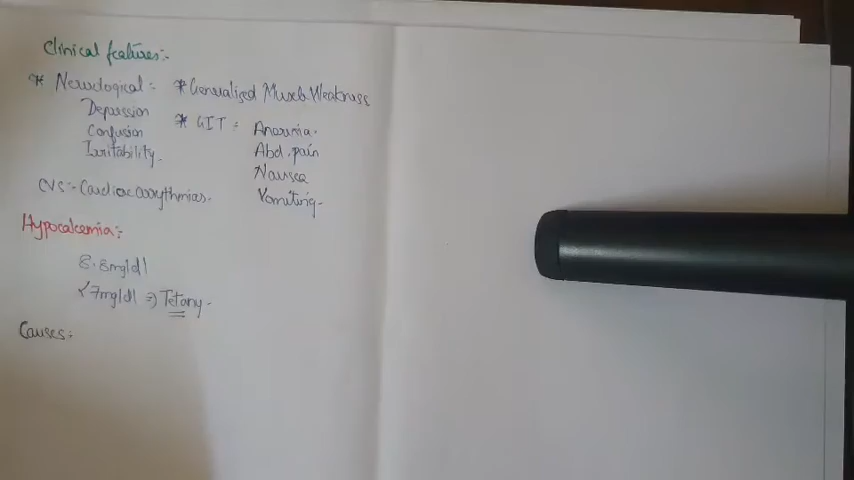 Clinical features:-
* Neurological:- * Generalized Muscle Weakness
Depression
* GIT:-
Anorexia.
Confusion
Abd. pain
Irritability.
Nausea
CVS:- Cardiac arrythmias.
Vomiting.
Hypocalcemia:-
8.8mg/dl
<7mg/dl => Tetany.
Causes:-